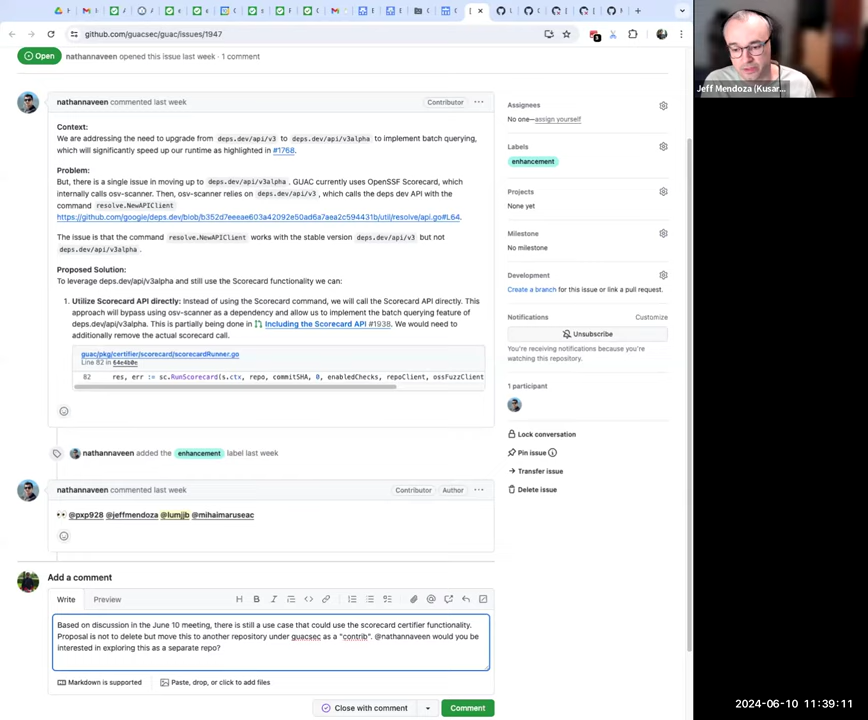 github.com/guacsec/guac/issues/1947
Open
nathannaveen opened this issue last week · 1 comment
nathannaveen commented last week
Contributor
Context:
We are addressing the need to upgrade from deps.dev/api/v3 to deps.dev/api/v3alpha to implement batch querying,
which will significantly speed up our runtime as highlighted in #1768.
Problem:
But, there is a single issue in moving up to deps.dev/api/v3alpha. GUAC currently uses OpenSSF Scorecard, which
internally calls osv-scanner. Then, osv-scanner relies on deps.dev/api/v3, which calls the deps dev API with the
command resolve.NewAPIClient
https://github.com/google/deps.dev/blob/b352d7eeeae603a42092e50ad6a7aea2c594431b/util/resolve/api.go#L64.
The issue is that the command resolve.NewAPIClient works with the stable version deps.dev/api/v3 but not
deps.dev/api/v3alpha.
Proposed Solution:
To leverage deps.dev/api/v3alpha and still use the Scorecard functionality we can:
1. Utilize Scorecard API directly: Instead of using the Scorecard command, we will call the Scorecard API directly. This
approach will bypass using osv-scanner as a dependency and allow us to implement the batch querying feature of
deps.dev/api/v3alpha. This is partially being done in Including the Scorecard API #1938. We would need to
additionally remove the actual scorecard call.
guac/pkg/certifier/scorecard/scorecardRunner.go
Line 82 in 64e4b0e
82 res, err := sc.RunScorecard(s.ctx, repo, commitSHA, 0, enabledChecks, repoClient, ossFuzzClient
nathannaveen added the enhancement label last week
nathannaveen commented last week
Contributor
Author
@pxp928 @jeffmendoza @lumjjb @mihaimaruseac
Add a comment
Write
Preview
Based on discussion in the June 10 meeting, there is still a use case that could use the scorecard certifier functionality.
Proposal is not to delete but move this to another repository under guacsec as a "contrib". @nathannaveen would you be
interested in exploring this as a separate repo?
Markdown is supported
Paste, drop, or click to add files
Close with comment
Comment
Assignees
No one—assign yourself
Labels
enhancement
Projects
None yet
Milestone
No milestone
Development
Create a branch for this issue or link a pull request.
Notifications
Customize
Unsubscribe
You're receiving notifications because you're
watching this repository.
1 participant
Lock conversation
Pin issue
Transfer issue
Delete issue
Jeff Mendoza (Kusar...
2024-06-10 11:39:11